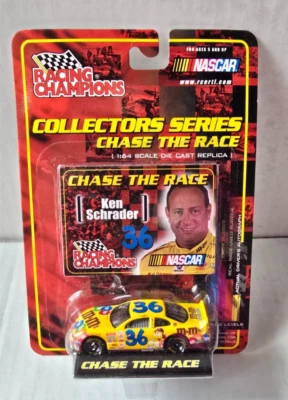 FOR AGES 8 AND UP
RACING
CHAMPIONS
NASCAR
www.rcertl.com
COLLECTORS SERIES
CHASE THE RACE
[ 1:64 SCALE DIE CAST REPLICA ]
CHASE THE RACE
Ken
Schrader
36
RACING
CHAMPIONS
NASCAR
36
36
m&m's
CHASE THE RACE